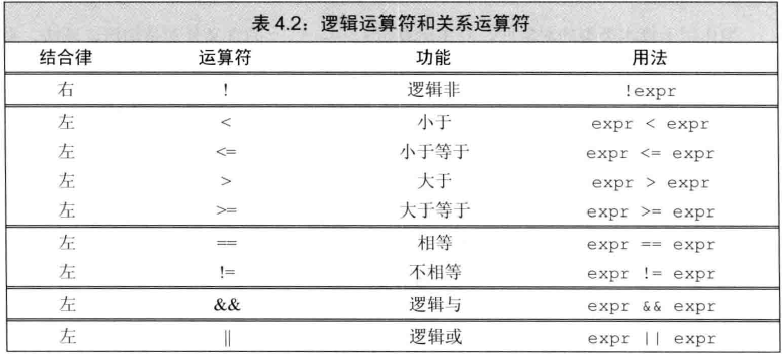 表 4.2：逻辑运算符和关系运算符
结合律 运算符 功能 用法
右 ! 逻辑非 !expr
左 < 小于 expr < expr
左 <= 小于等于 expr <= expr
左 > 大于 expr > expr
左 >= 大于等于 expr >= expr
左 == 相等 expr == expr
左 != 不相等 expr != expr
左 && 逻辑与 expr && expr
左 || 逻辑或 expr || expr